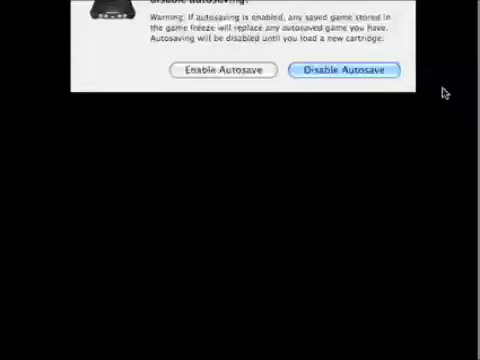 disable autosaving?
Warning: If autosaving is enabled, any saved game stored in
the game freeze will replace any autosaved game you have.
Autosaving will be disabled until you load a new cartridge.
Enable Autosave Disable Autosave